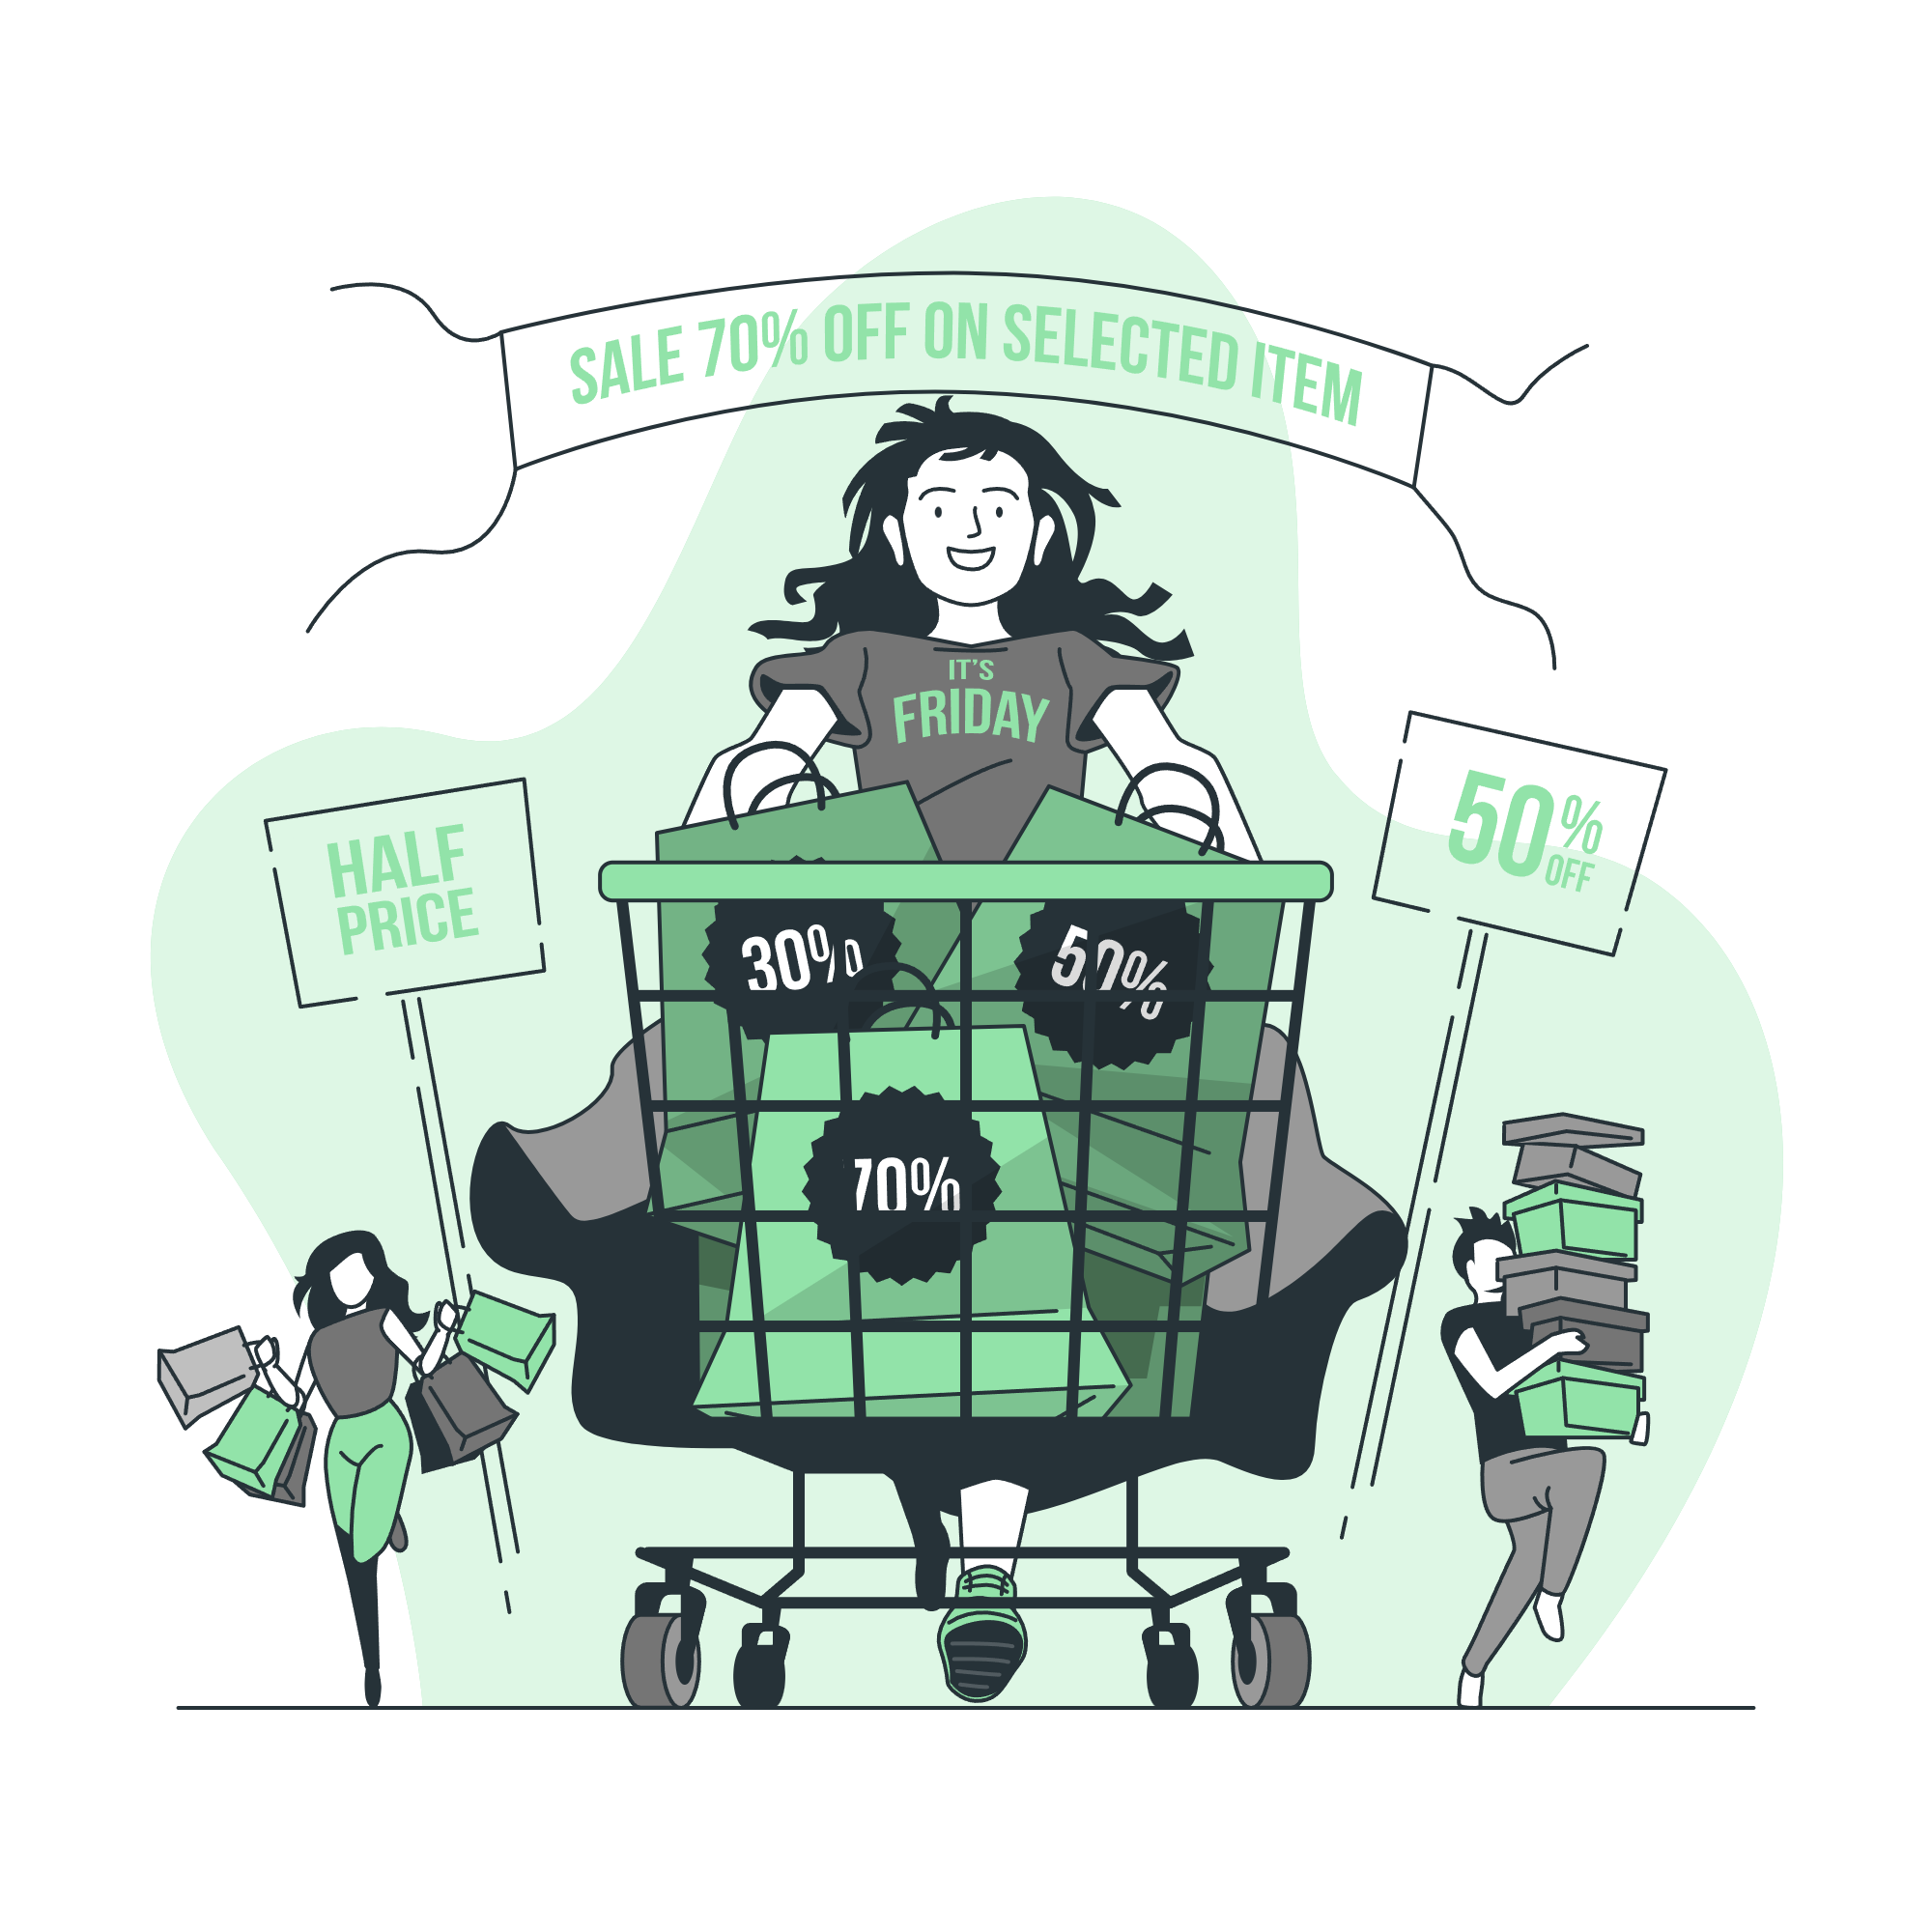 SALE 70% OFF ON SELECTED ITEM
IT'S
FRIDAY
HALF
PRICE
50%
OFF
30%
50%
70%